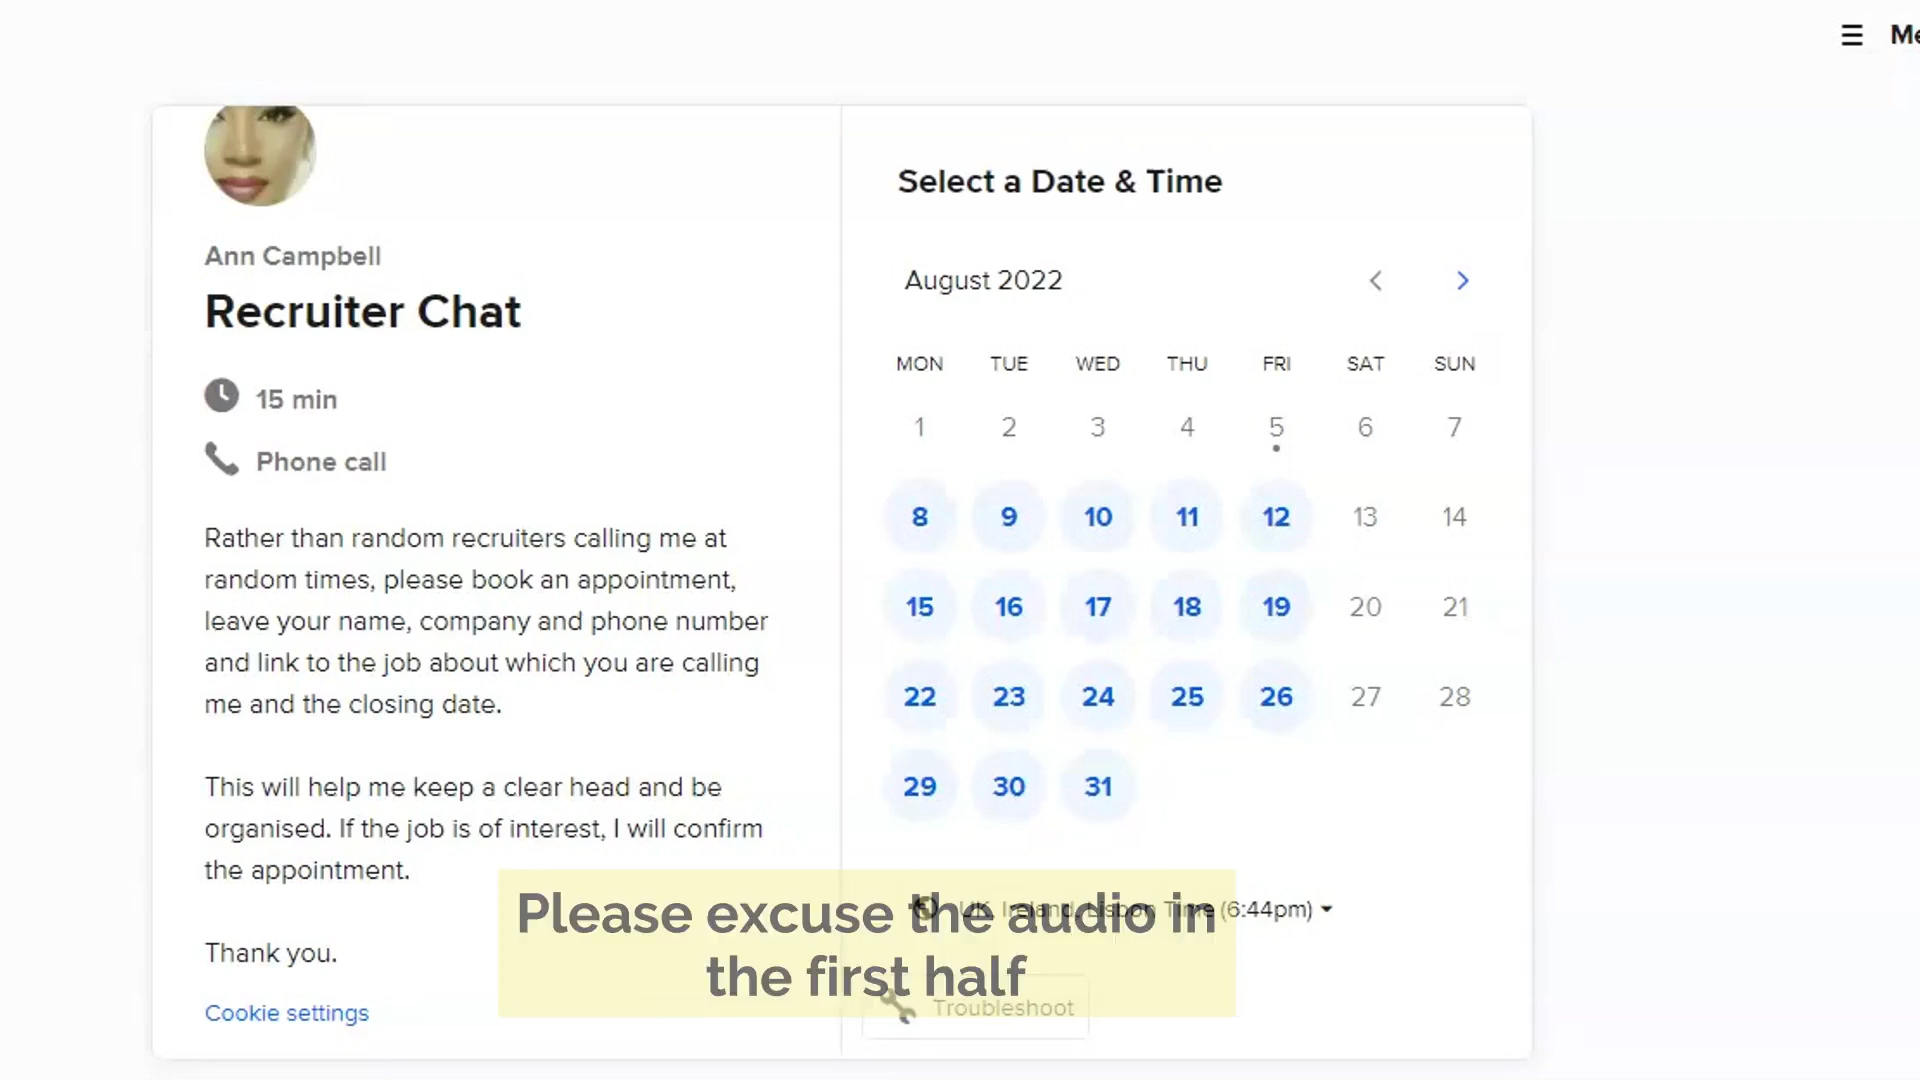 Me
Ann Campbell
Recruiter Chat
15 min
Phone call
Rather than random recruiters calling me at
random times, please book an appointment,
leave your name, company and phone number
and link to the job about which you are calling
me and the closing date.
This will help me keep a clear head and be
organised. If the job is of interest, I will confirm
the appointment.
Thank you.
Cookie settings
Select a Date & Time
August 2022
MON TUE WED THU FRI SAT SUN
1 2 3 4 5 6 7
8 9 10 11 12 13 14
15 16 17 18 19 20 21
22 23 24 25 26 27 28
29 30 31
UK, Ireland, Lisbon Time (6:44pm)
Troubleshoot
Please excuse the audio in
the first half